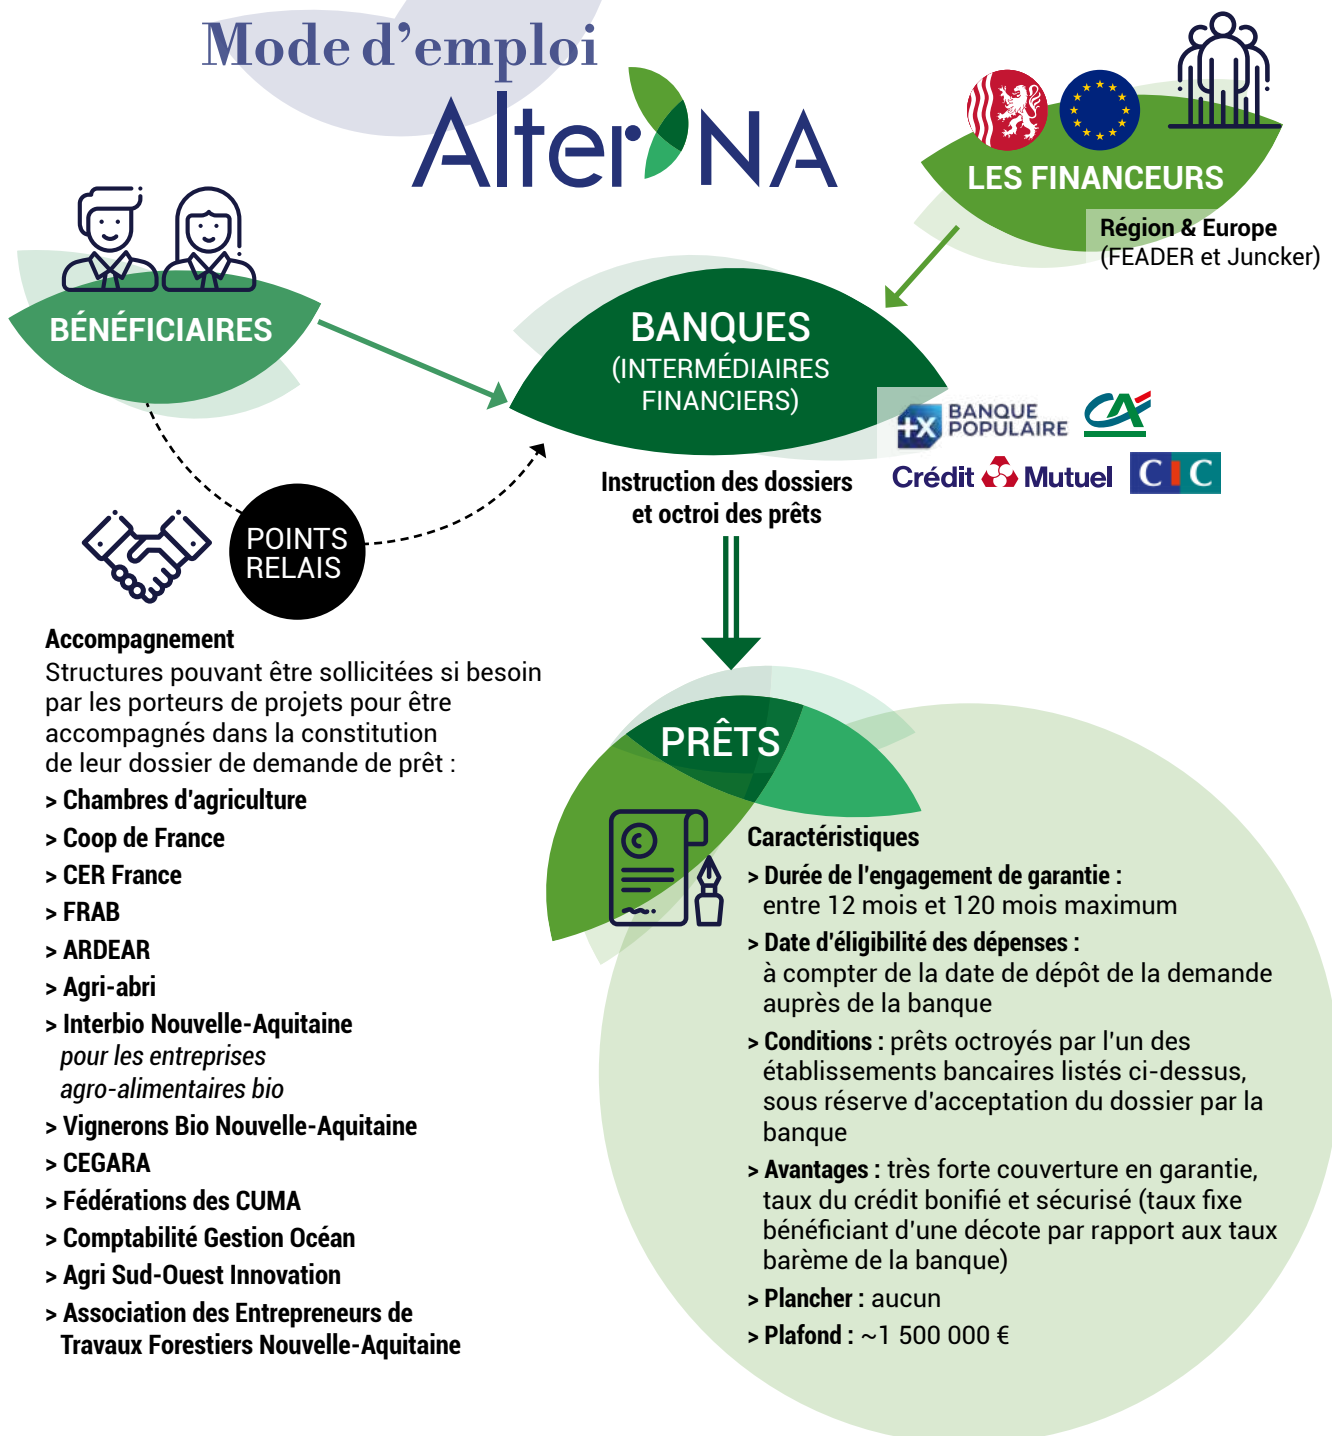 Mode d'emploi
Alter'NA
LES FINANCEURS
Région & Europe
(FEADER et Juncker)
BÉNÉFICIAIRES
BANQUES
(INTERMÉDIAIRES
FINANCIERS)
+X BANQUE
POPULAIRE
CA
Crédit Mutuel
CIC
Instruction des dossiers
et octroi des prêts
POINTS
RELAIS
Accompagnement
Structures pouvant être sollicitées si besoin
par les porteurs de projets pour être
accompagnés dans la constitution
de leur dossier de demande de prêt :
> Chambres d'agriculture
> Coop de France
> CER France
> FRAB
> ARDEAR
> Agri-abri
> Interbio Nouvelle-Aquitaine
pour les entreprises
agro-alimentaires bio
> Vignerons Bio Nouvelle-Aquitaine
> CEGARA
> Fédérations des CUMA
> Comptabilité Gestion Océan
> Agri Sud-Ouest Innovation
> Association des Entrepreneurs de
Travaux Forestiers Nouvelle-Aquitaine
PRÊTS
Caractéristiques
> Durée de l'engagement de garantie :
entre 12 mois et 120 mois maximum
> Date d'éligibilité des dépenses :
à compter de la date de dépôt de la demande
auprès de la banque
> Conditions : prêts octroyés par l'un des
établissements bancaires listés ci-dessus,
sous réserve d'acceptation du dossier par la
banque
> Avantages : très forte couverture en garantie,
taux du crédit bonifié et sécurisé (taux fixe
bénéficiant d'une décote par rapport aux taux
barème de la banque)
> Plancher : aucun
> Plafond : ~1 500 000 €